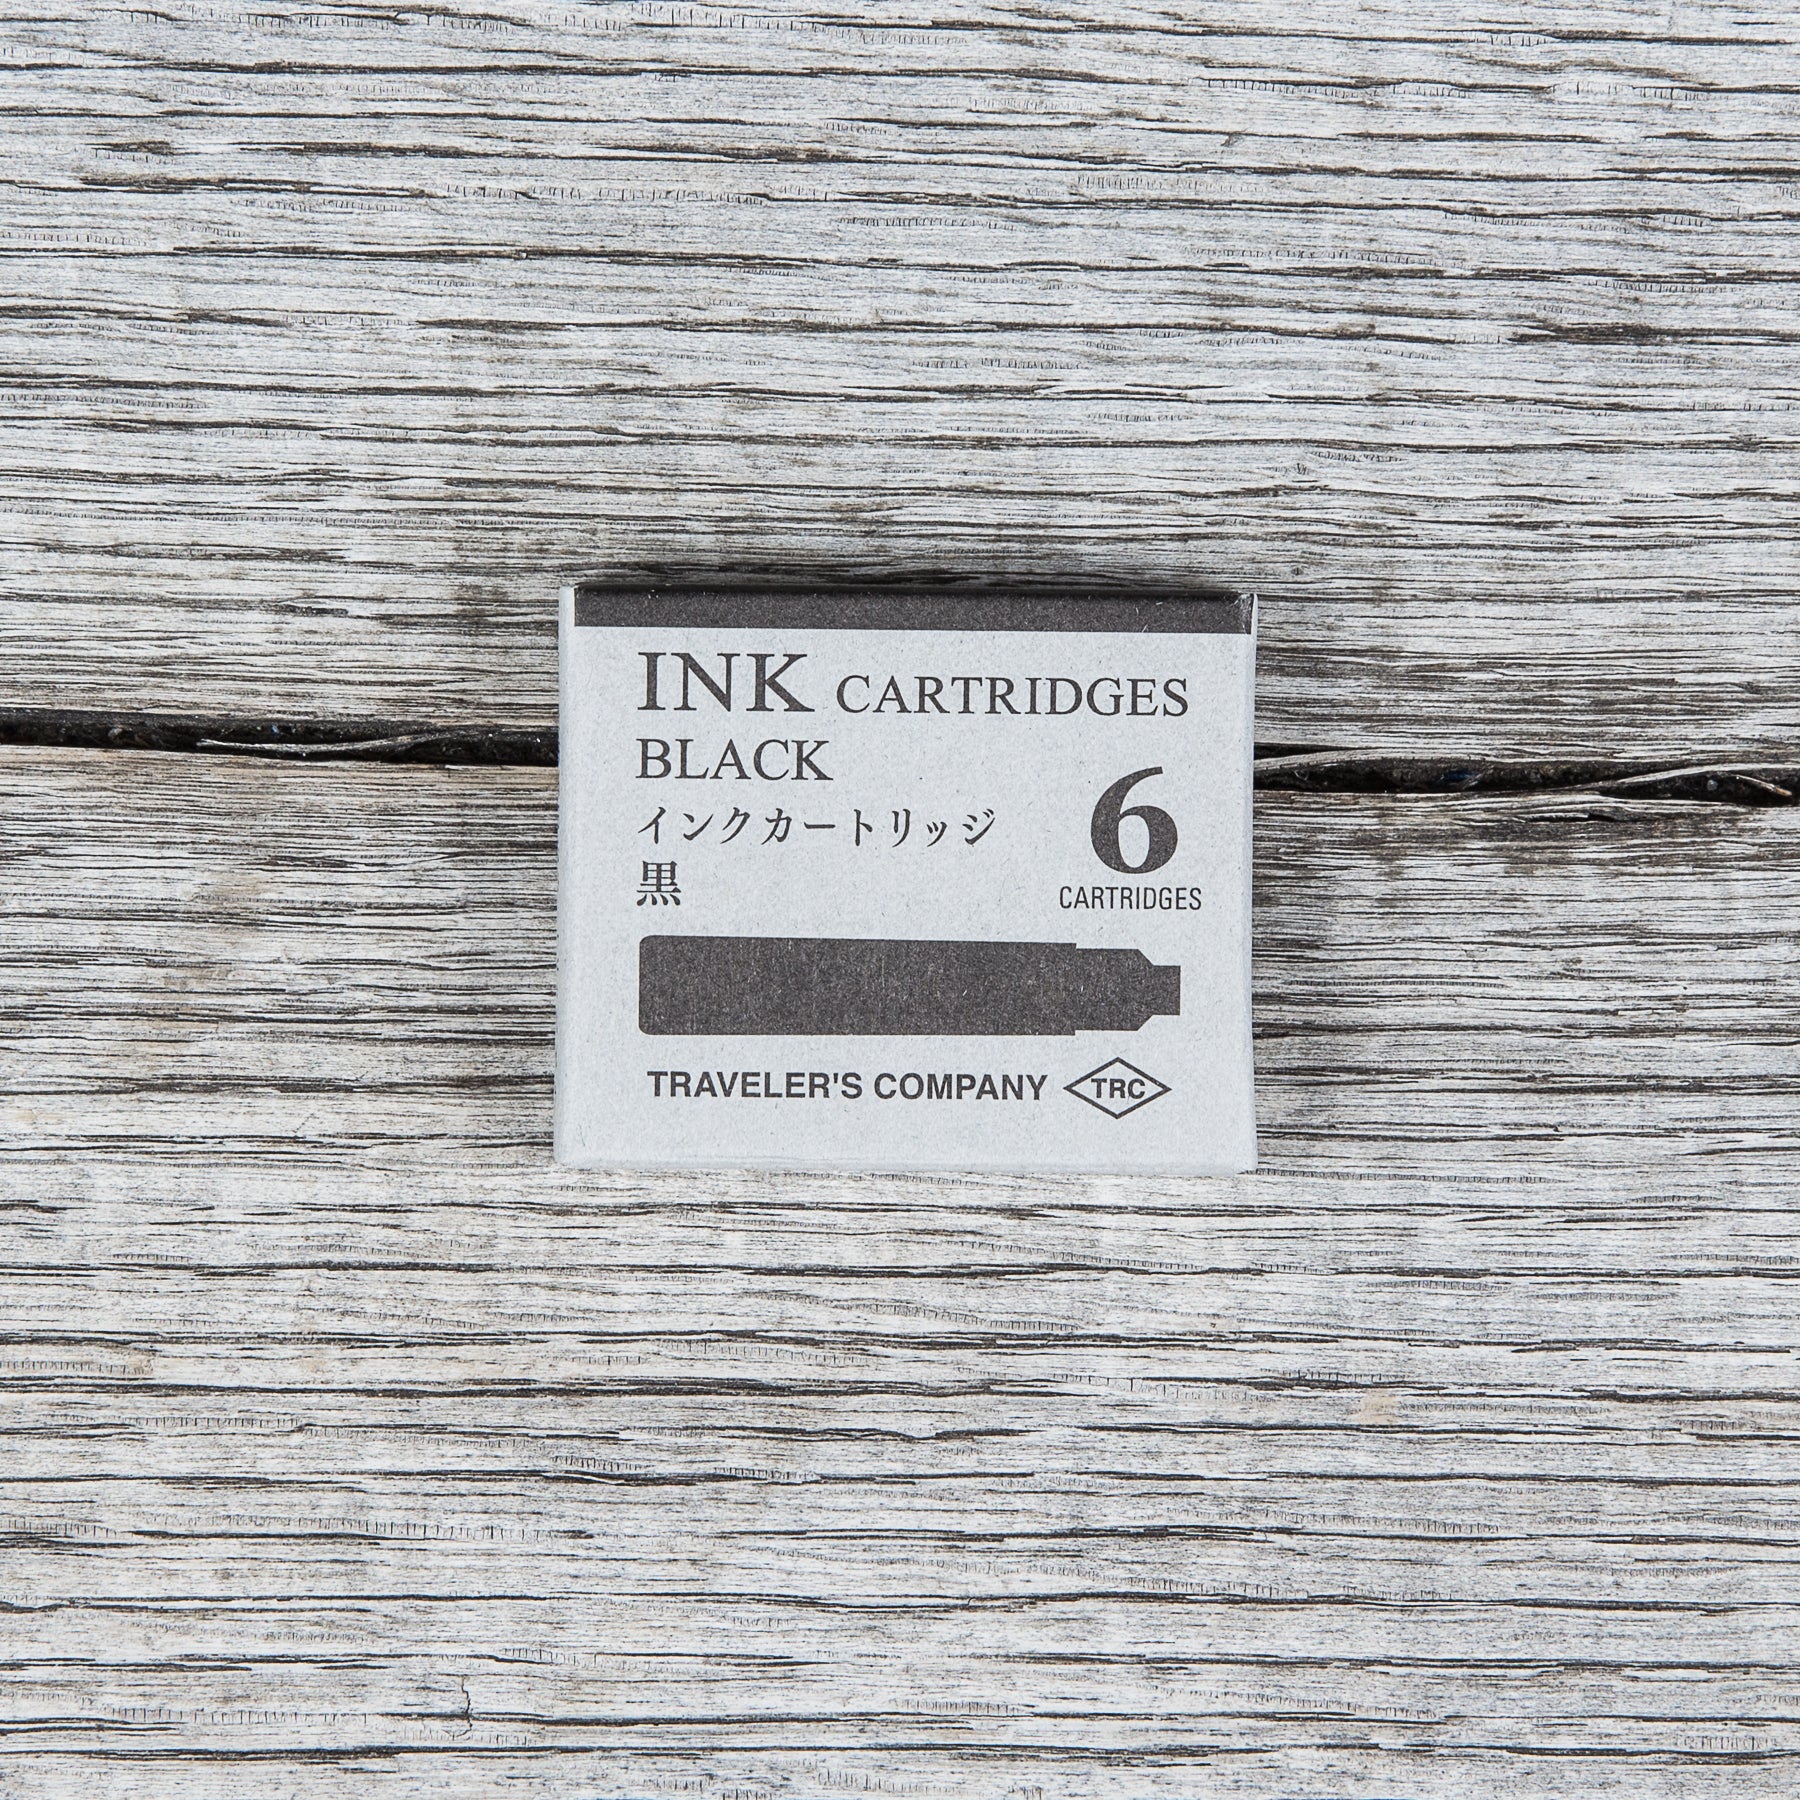 INK CARTRIDGES
BLACK
インクカートリッジ
黒
6
CARTRIDGES
TRAVELER'S COMPANY TRC